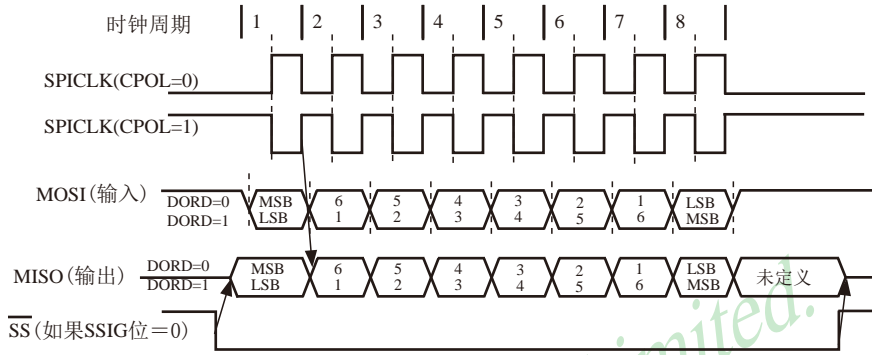 时钟周期 1 2 3 4 5 6 7 8
SPICLK(CPOL=0)
SPICLK(CPOL=1)
MOSI(输入) DORD=0 MSB 6 5 4 3 2 1 LSB
DORD=1 LSB 1 2 3 4 5 6 MSB
MISO(输出) DORD=0 MSB 6 5 4 3 2 1 LSB 未定义
DORD=1 LSB 1 2 3 4 5 6 MSB
SS(如果SSIG位=0)
imited.